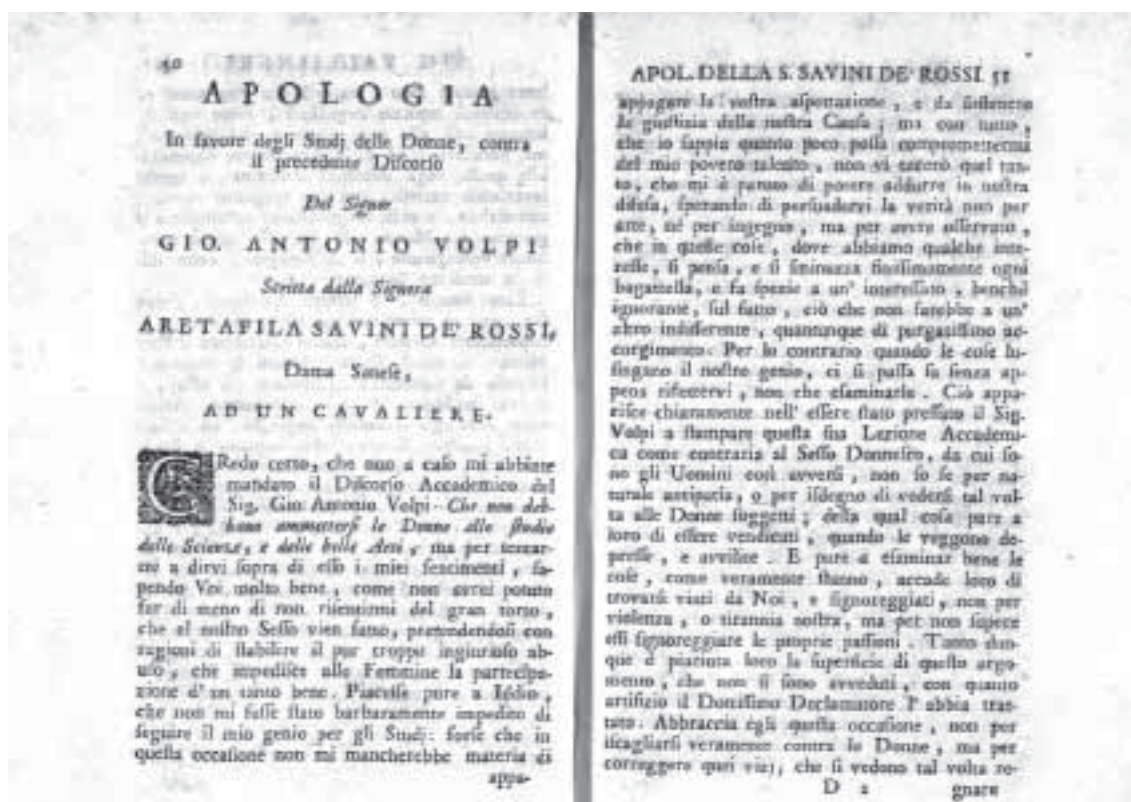 40
APOLOGIA
In favore degli Studj delle Donne, contra
il precedente Discorso
Del Signor
GIO. ANTONIO VOLPI
Scritta dalla Signora
ARETAFILA SAVINI DE' ROSSI,
Dama Sanese,
AD UN CAVALIERE.
CRedo certo, che non a caso mi abbiate
mandato il Discorso Accademico del
Sig. Gio: Antonio Volpi. Che non deb-
bano ammettersi le Donne allo studio
delle Scienze, e delle belle Arti, ma per tentar-
mi a dirvi sopra di esso i miei sentimenti, sa-
pendo Voi molto bene, come non avrei potuto
far di meno di non risentirmi del gran torto,
che al nostro Sesso vien fatto, pretendendosi con
ragioni di stabilire il pur troppo ingiurioso ab-
uso, che impedisce alle Femmine la partecipa-
zione d' un tanto bene. Piacesse pure a Iddio,
che non mi fusse stato barbaramente impedito di
seguire il mio genio per gli Studj: forse che in
questa occasione non mi mancherebbe materia di
appa-
APOL. DELLA S. SAVINI DE' ROSSI. 51
appagare la vostra aspettazione, e da sostenere
la giustizia della nostra Causa; ma con tutto,
che io sappia quanto poco possa compromettermi
del mio povero talento, non vi tacerò quel tan-
to, che mi è paruto di potere addurre in nostra
difesa, sperando di persuadervi la verità non per
arte, nè per ingegno, ma per avere osservato,
che in quelle cose, dove abbiamo qualche inte-
resse, si pensa, e si sminuzza finissimamente ogni
bagattella, e fa spezie a un' interessato, benchè
ignorante, sul fatto, ciò che non farebbe a un'
altro indifferente, quantunque di purgatissimo ac-
corgimento. Per lo contrario quando le cose lu-
singano il nostro genio, ci si passa su senza ap-
pena riflettervi, non che esaminarle. Ciò appa-
risce chiaramente nell' essere stato pressato il Sig.
Volpi a stampare questa sua Lezione Accademi-
ca come contraria al Sesso Donnesco, da cui so-
no gli Uomini così avversi, non so se per na-
turale antipatia, o per isdegno di vedersi tal vol-
ta alle Donne suggetti; della qual cosa pare a
loro di essere vendicati, quando le veggono de-
presse, e avvilite. E pure a esaminar bene le
cose, come veramente stanno, accade loro di
trovarsi vinti da Noi, e signoreggiati, non per
violenza, o tirannia nostra, ma per non sapere
essi signoreggiare le proprie passioni. Tanto dun-
que è piaciuta loro la superficie di questo argo-
mento, che non si sono avveduti, con quanto
artifizio il Dottissimo Declamatore l' abbia trat-
tato. Abbraccia egli questa occasione, non per
iscagliarsi veramente contra le Donne, ma per
correggere quei vizj, che si vedono tal volta re-
D 2 gnare